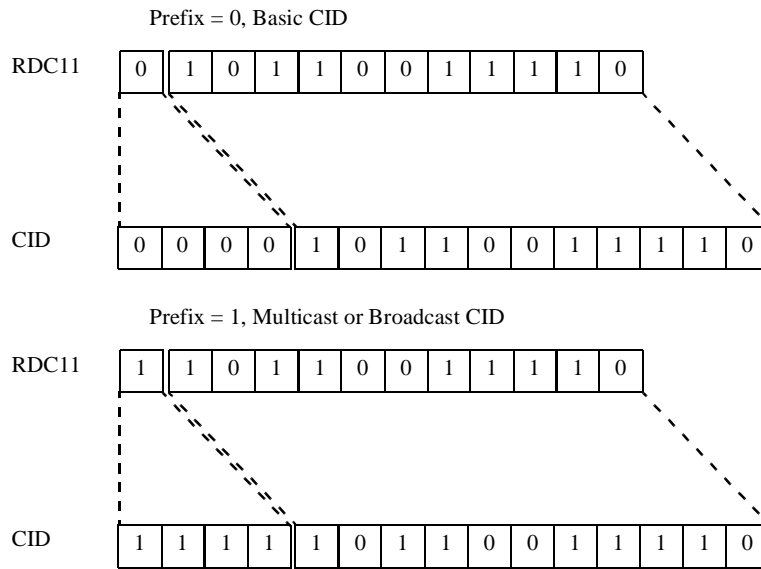 Prefix = 0, Basic CID
RDC11 0 1 0 1 1 0 0 1 1 1 1 0
CID 0 0 0 0 1 0 1 1 0 0 1 1 1 1 0
Prefix = 1, Multicast or Broadcast CID
RDC11 1 1 0 1 1 0 0 1 1 1 1 0
CID 1 1 1 1 1 0 1 1 0 0 1 1 1 1 0